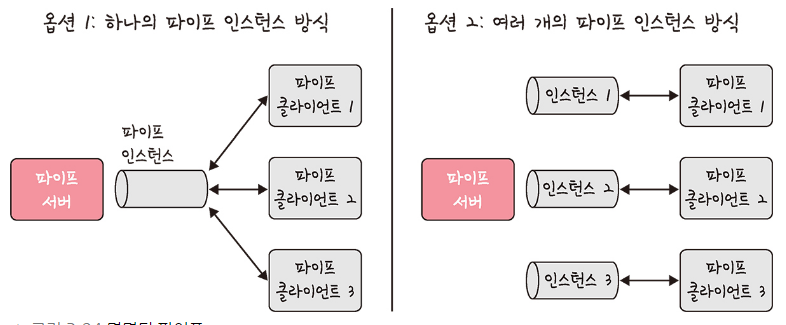 옵션 1: 하나의 파이프 인스턴스 방식
파이프
클라이언트 1
파이프
인스턴스
파이프
서버
파이프
클라이언트 2
파이프
클라이언트 3
옵션 2: 여러 개의 파이프 인스턴스 방식
인스턴스 1
파이프
클라이언트 1
파이프
서버
인스턴스 2
파이프
클라이언트 2
인스턴스 3
파이프
클라이언트 3